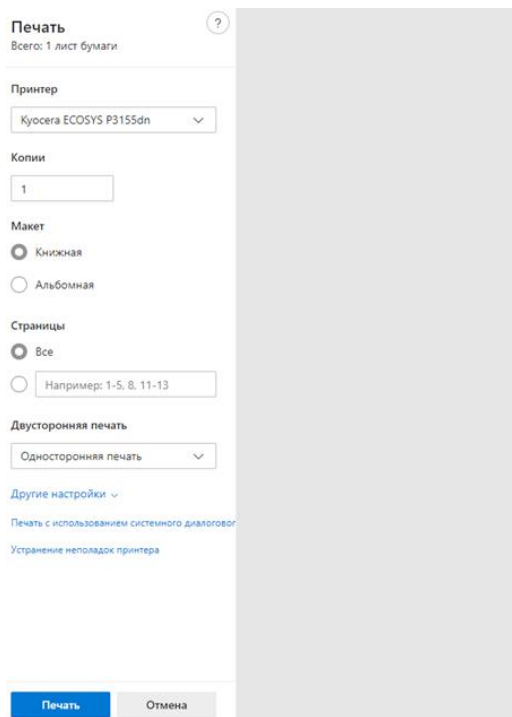 Печать
?
Всего: 1 лист бумаги
Принтер
Kyocera ECOSYS P3155dn
Копии
1
Макет
Книжная
Альбомная
Страницы
Все
Например: 1-5, 8, 11-13
Двусторонняя печать
Односторонняя печать
Другие настройки
Печать с использованием системного диалогового
Устранение неполадок принтера
Печать Отмена